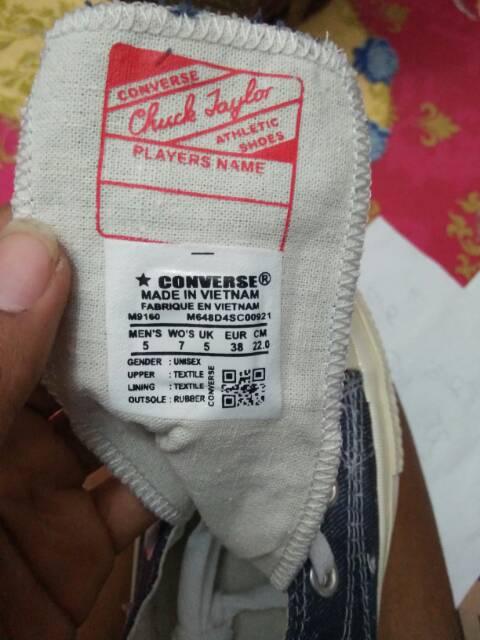 CONVERSE
Chuck Taylor
ATHLETIC
SHOES
PLAYERS NAME
★ CONVERSE®
MADE IN VIETNAM
FABRIQUE EN VIETNAM
M9160 M648D4SC00921
MEN'S WO'S UK EUR CM
5 7 5 38 22.0
GENDER : UNISEX
UPPER : TEXTILE
LINING : TEXTILE
OUTSOLE : RUBBER
CONVERSE